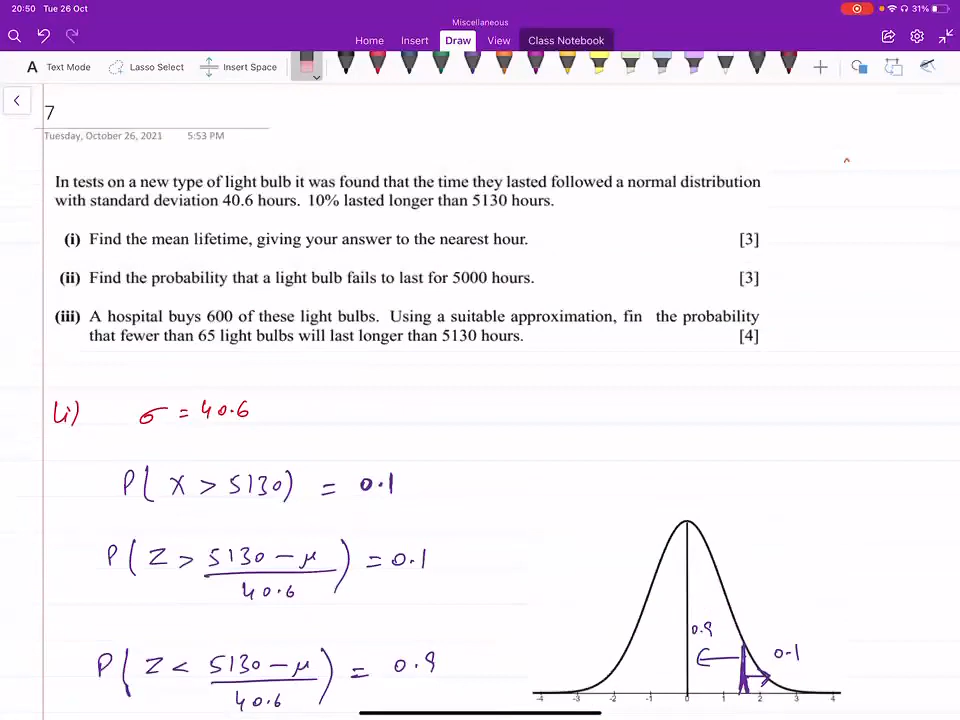 20:50 Tue 26 Oct
31%
Miscellaneous
Home Insert Draw View Class Notebook
A Text Mode Lasso Select Insert Space
7
Tuesday, October 26, 2021 5:53 PM
In tests on a new type of light bulb it was found that the time they lasted followed a normal distribution
with standard deviation 40.6 hours. 10% lasted longer than 5130 hours.
(i) Find the mean lifetime, giving your answer to the nearest hour. [3]
(ii) Find the probability that a light bulb fails to last for 5000 hours. [3]
(iii) A hospital buys 600 of these light bulbs. Using a suitable approximation, fin the probability
that fewer than 65 light bulbs will last longer than 5130 hours. [4]
(i) σ = 40.6
P( X > 5130) = 0.1
P( Z > 5130 - μ ) = 0.1
40.6
P( Z < 5130 - μ ) = 0.9
40.6
0.9
0.1
-4 -3 -2 -1 0 1 2 3 4